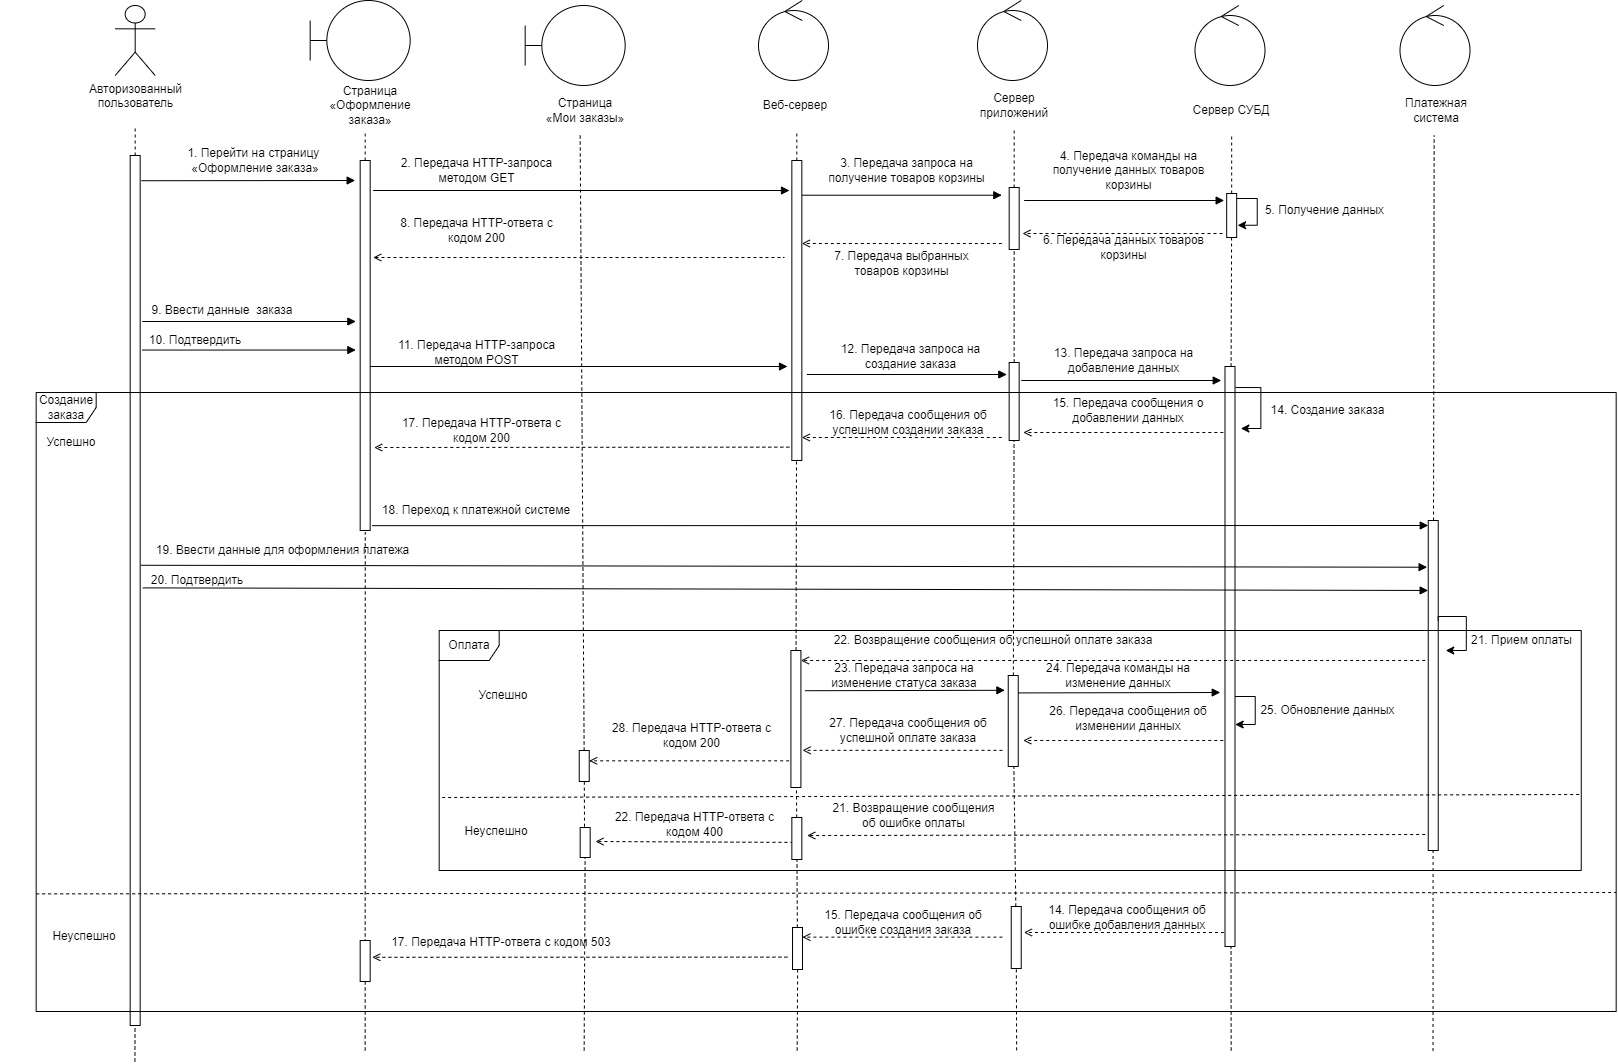 Авторизованный
пользователь
Страница
«Оформление
заказа»
Страница
«Мои заказы»
Веб-сервер
Сервер
приложений
Сервер СУБД
Платежная
система
1. Перейти на страницу
«Оформление заказа»
2. Передача HTTP-запроса
методом GET
3. Передача запроса на
получение товаров корзины
4. Передача команды на
получение данных товаров
корзины
5. Получение данных
6. Передача данных товаров
корзины
7. Передача выбранных
товаров корзины
8. Передача HTTP-ответа с
кодом 200
9. Ввести данные  заказа
10. Подтвердить
11. Передача HTTP-запроса
методом POST
12. Передача запроса на
создание заказа
13. Передача запроса на
добавление данных
Создание
заказа
Успешно
14. Создание заказа
15. Передача сообщения о
добавлении данных
16. Передача сообщения об
успешном создании заказа
17. Передача HTTP-ответа с
кодом 200
18. Переход к платежной системе
19. Ввести данные для оформления платежа
20. Подтвердить
21. Прием оплаты
Оплата
22. Возвращение сообщения об успешной оплате заказа
Успешно
23. Передача запроса на
изменение статуса заказа
24. Передача команды на
изменение данных
25. Обновление данных
26. Передача сообщения об
изменении данных
27. Передача сообщения об
успешной оплате заказа
28. Передача HTTP-ответа с
кодом 200
Неуспешно
21. Возвращение сообщения
об ошибке оплаты
22. Передача HTTP-ответа с
кодом 400
Неуспешно
14. Передача сообщения об
ошибке добавления данных
15. Передача сообщения об
ошибке создания заказа
17. Передача HTTP-ответа с кодом 503